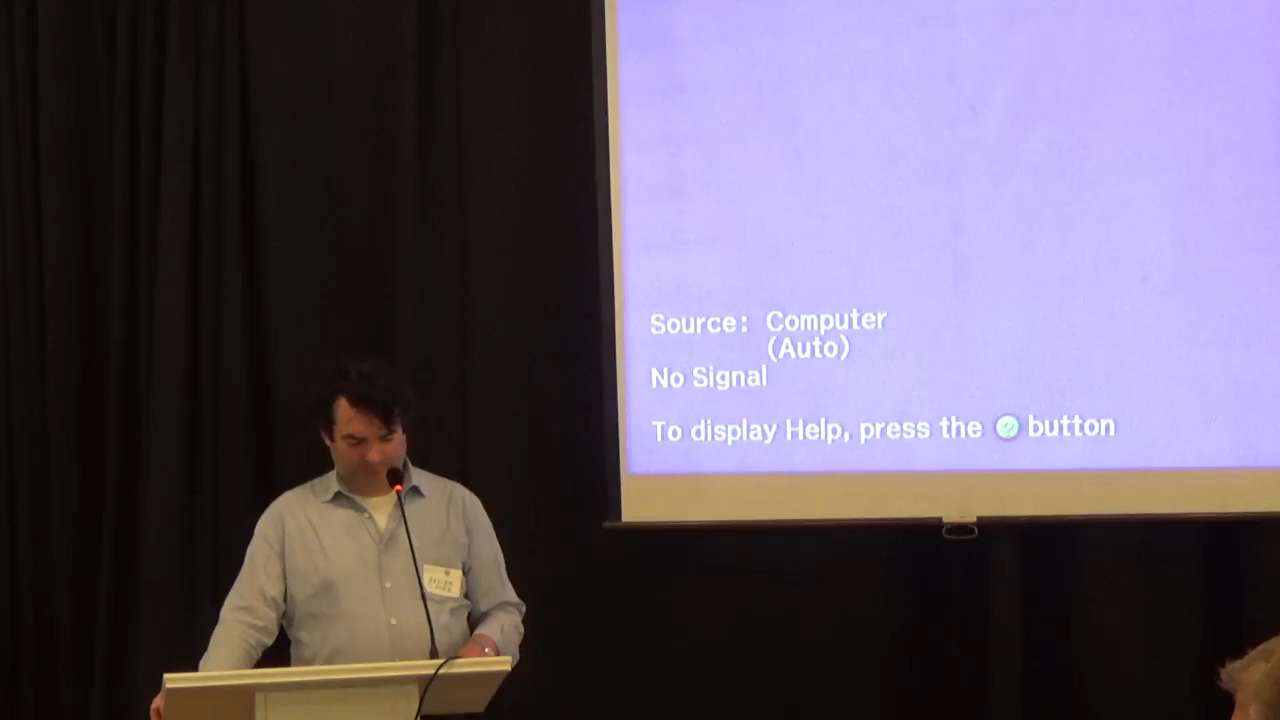 Source: Computer
(Auto)
No Signal
To display Help, press the ? button